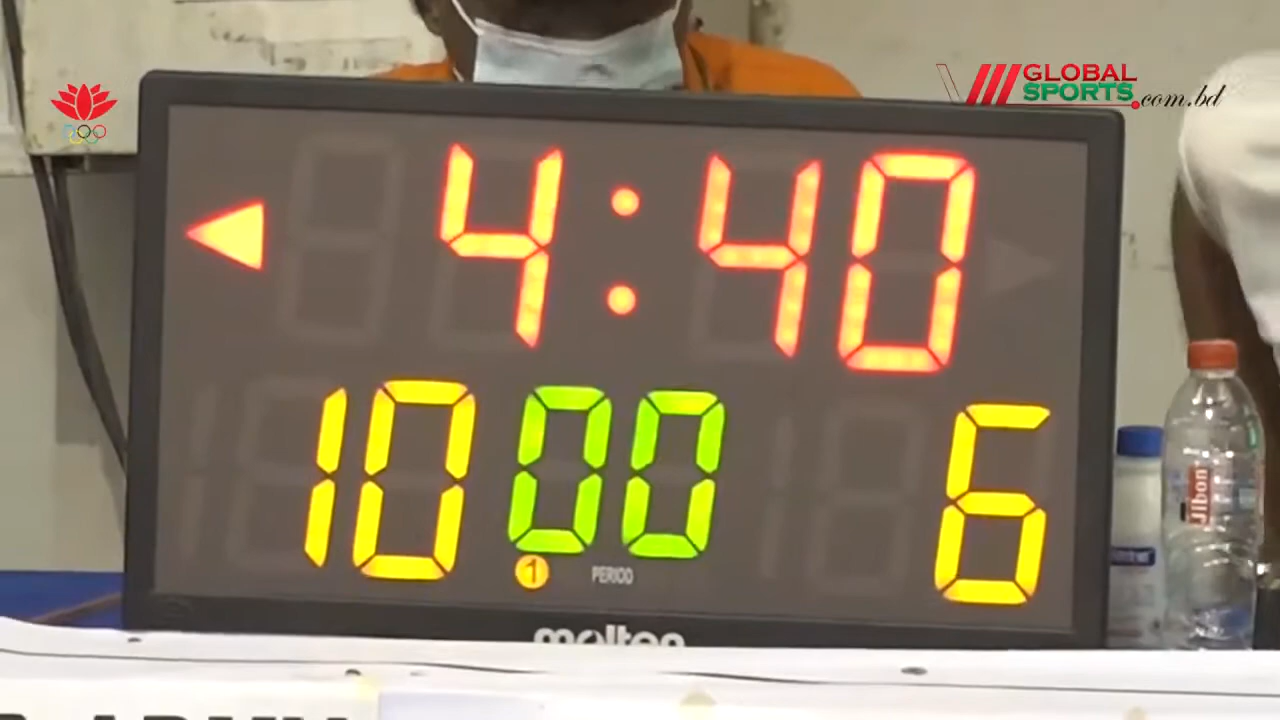 GLOBAL
SPORTS.com.bd
4:40
10 00 6
1 PERIOD
molten
Jibon